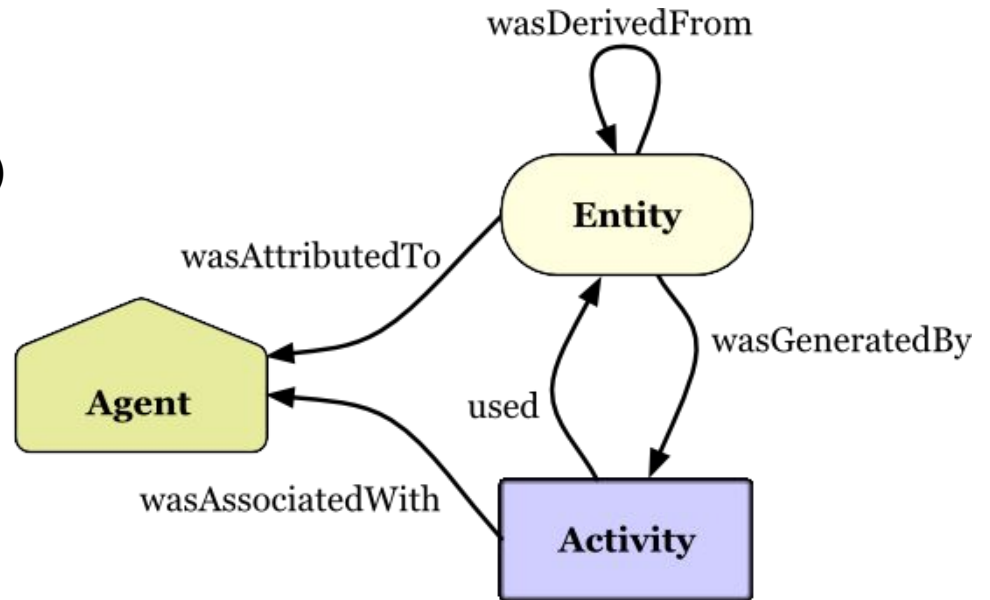 wasDerivedFrom
)
Entity
wasAttributedTo
wasGeneratedBy
Agent
used
wasAssociatedWith
Activity